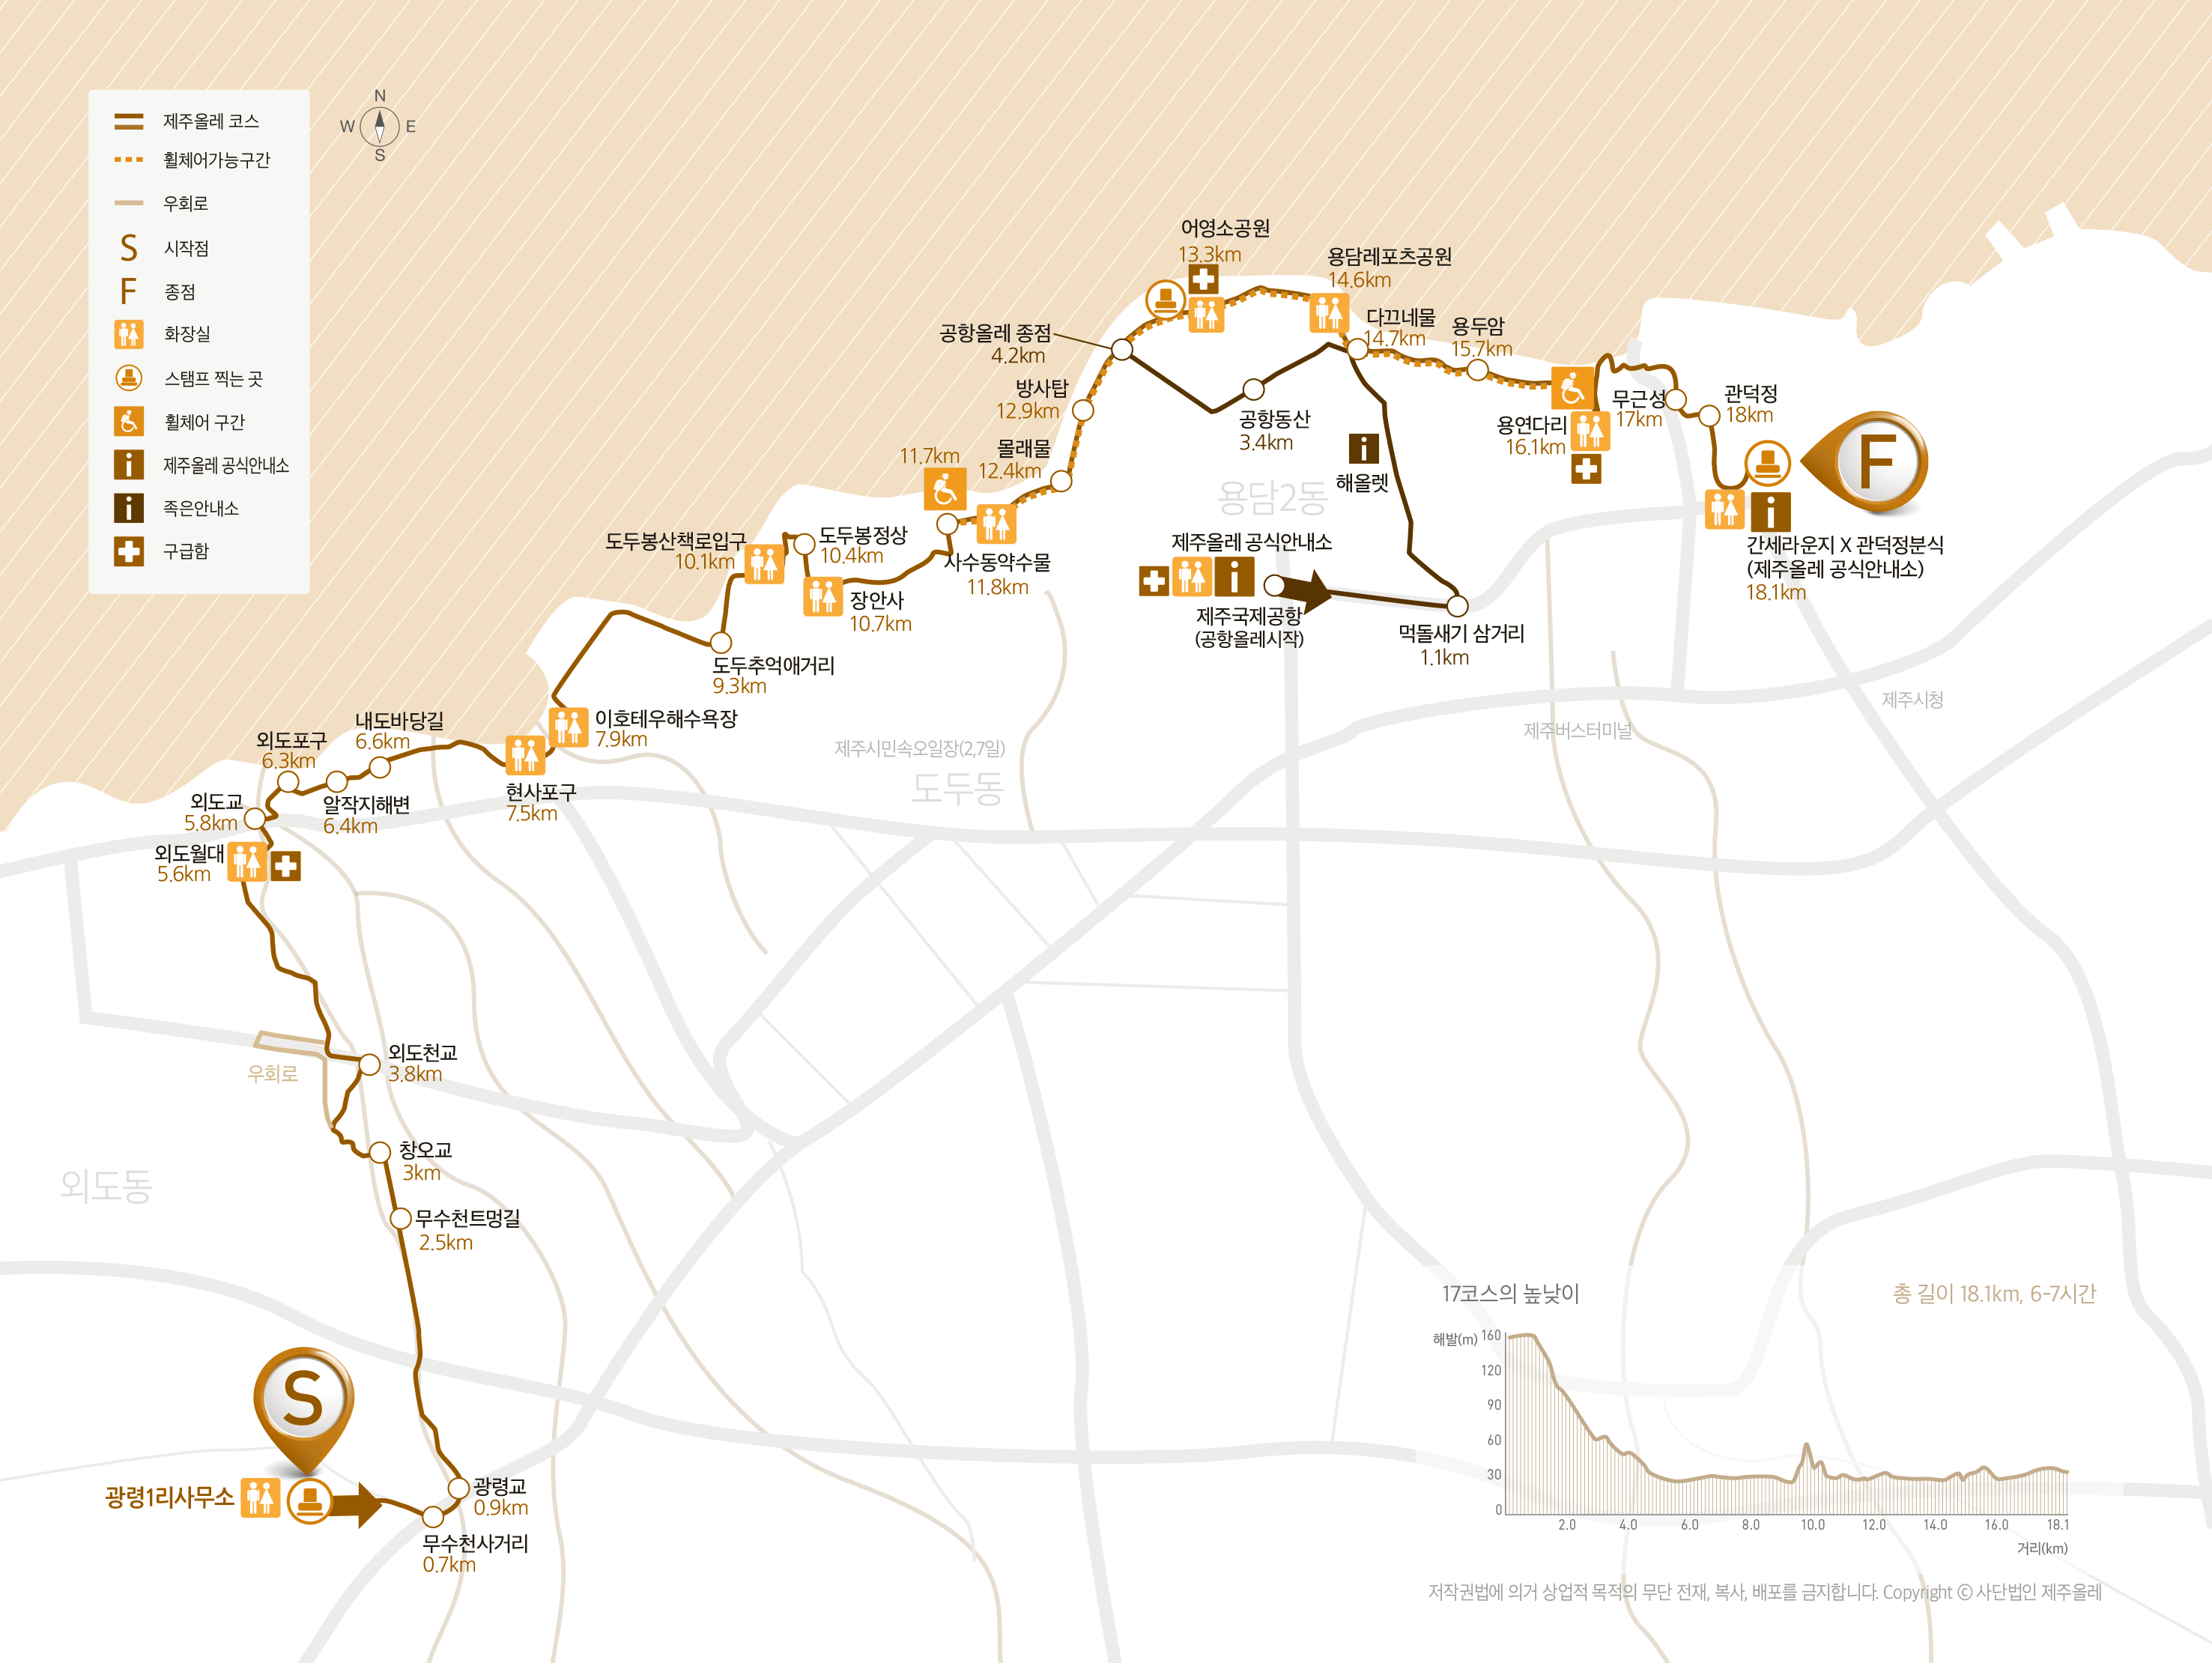 제주올레 코스
휠체어가능구간
우회로
S
시작점
F
종점
화장실
스탬프 찍는 곳
휠체어 구간
제주올레 공식안내소
족은안내소
구급함
N
W
E
S
어영소공원
13.3km
용담레포츠공원
14.6km
다끄네물
14.7km
용두암
15.7km
공항올레 종점
4.2km
방사탑
12.9km
몰래물
12.4km
11.7km
공항동산
3.4km
해올렛
용담2동
용연다리
16.1km
무근성
17km
관덕정
18km
F
간세라운지 X 관덕정분식
(제주올레 공식안내소)
18.1km
제주올레 공식안내소
제주국제공항
(공항올레시작)
먹돌새기 삼거리
1.1km
사수동약수물
11.8km
도두봉산책로입구
10.1km
도두봉정상
10.4km
장안사
10.7km
도두추억애거리
9.3km
이호테우해수욕장
7.9km
현사포구
7.5km
내도바당길
6.6km
외도포구
6.3km
알작지해변
6.4km
외도교
5.8km
외도월대
5.6km
제주시민속오일장(2,7일)
도두동
제주버스터미널
제주시청
우회로
외도천교
3.8km
창오교
3km
무수천트멍길
2.5km
외도동
S
광령1리사무소
광령교
0.9km
무수천사거리
0.7km
17코스의 높낮이
총 길이 18.1km, 6-7시간
해발(m)
160
120
90
60
30
0
2.0 4.0 6.0 8.0 10.0 12.0 14.0 16.0 18.1
거리(km)
저작권법에 의거 상업적 목적의 무단 전재, 복사, 배포를 금지합니다. Copyright ⓒ 사단법인 제주올레